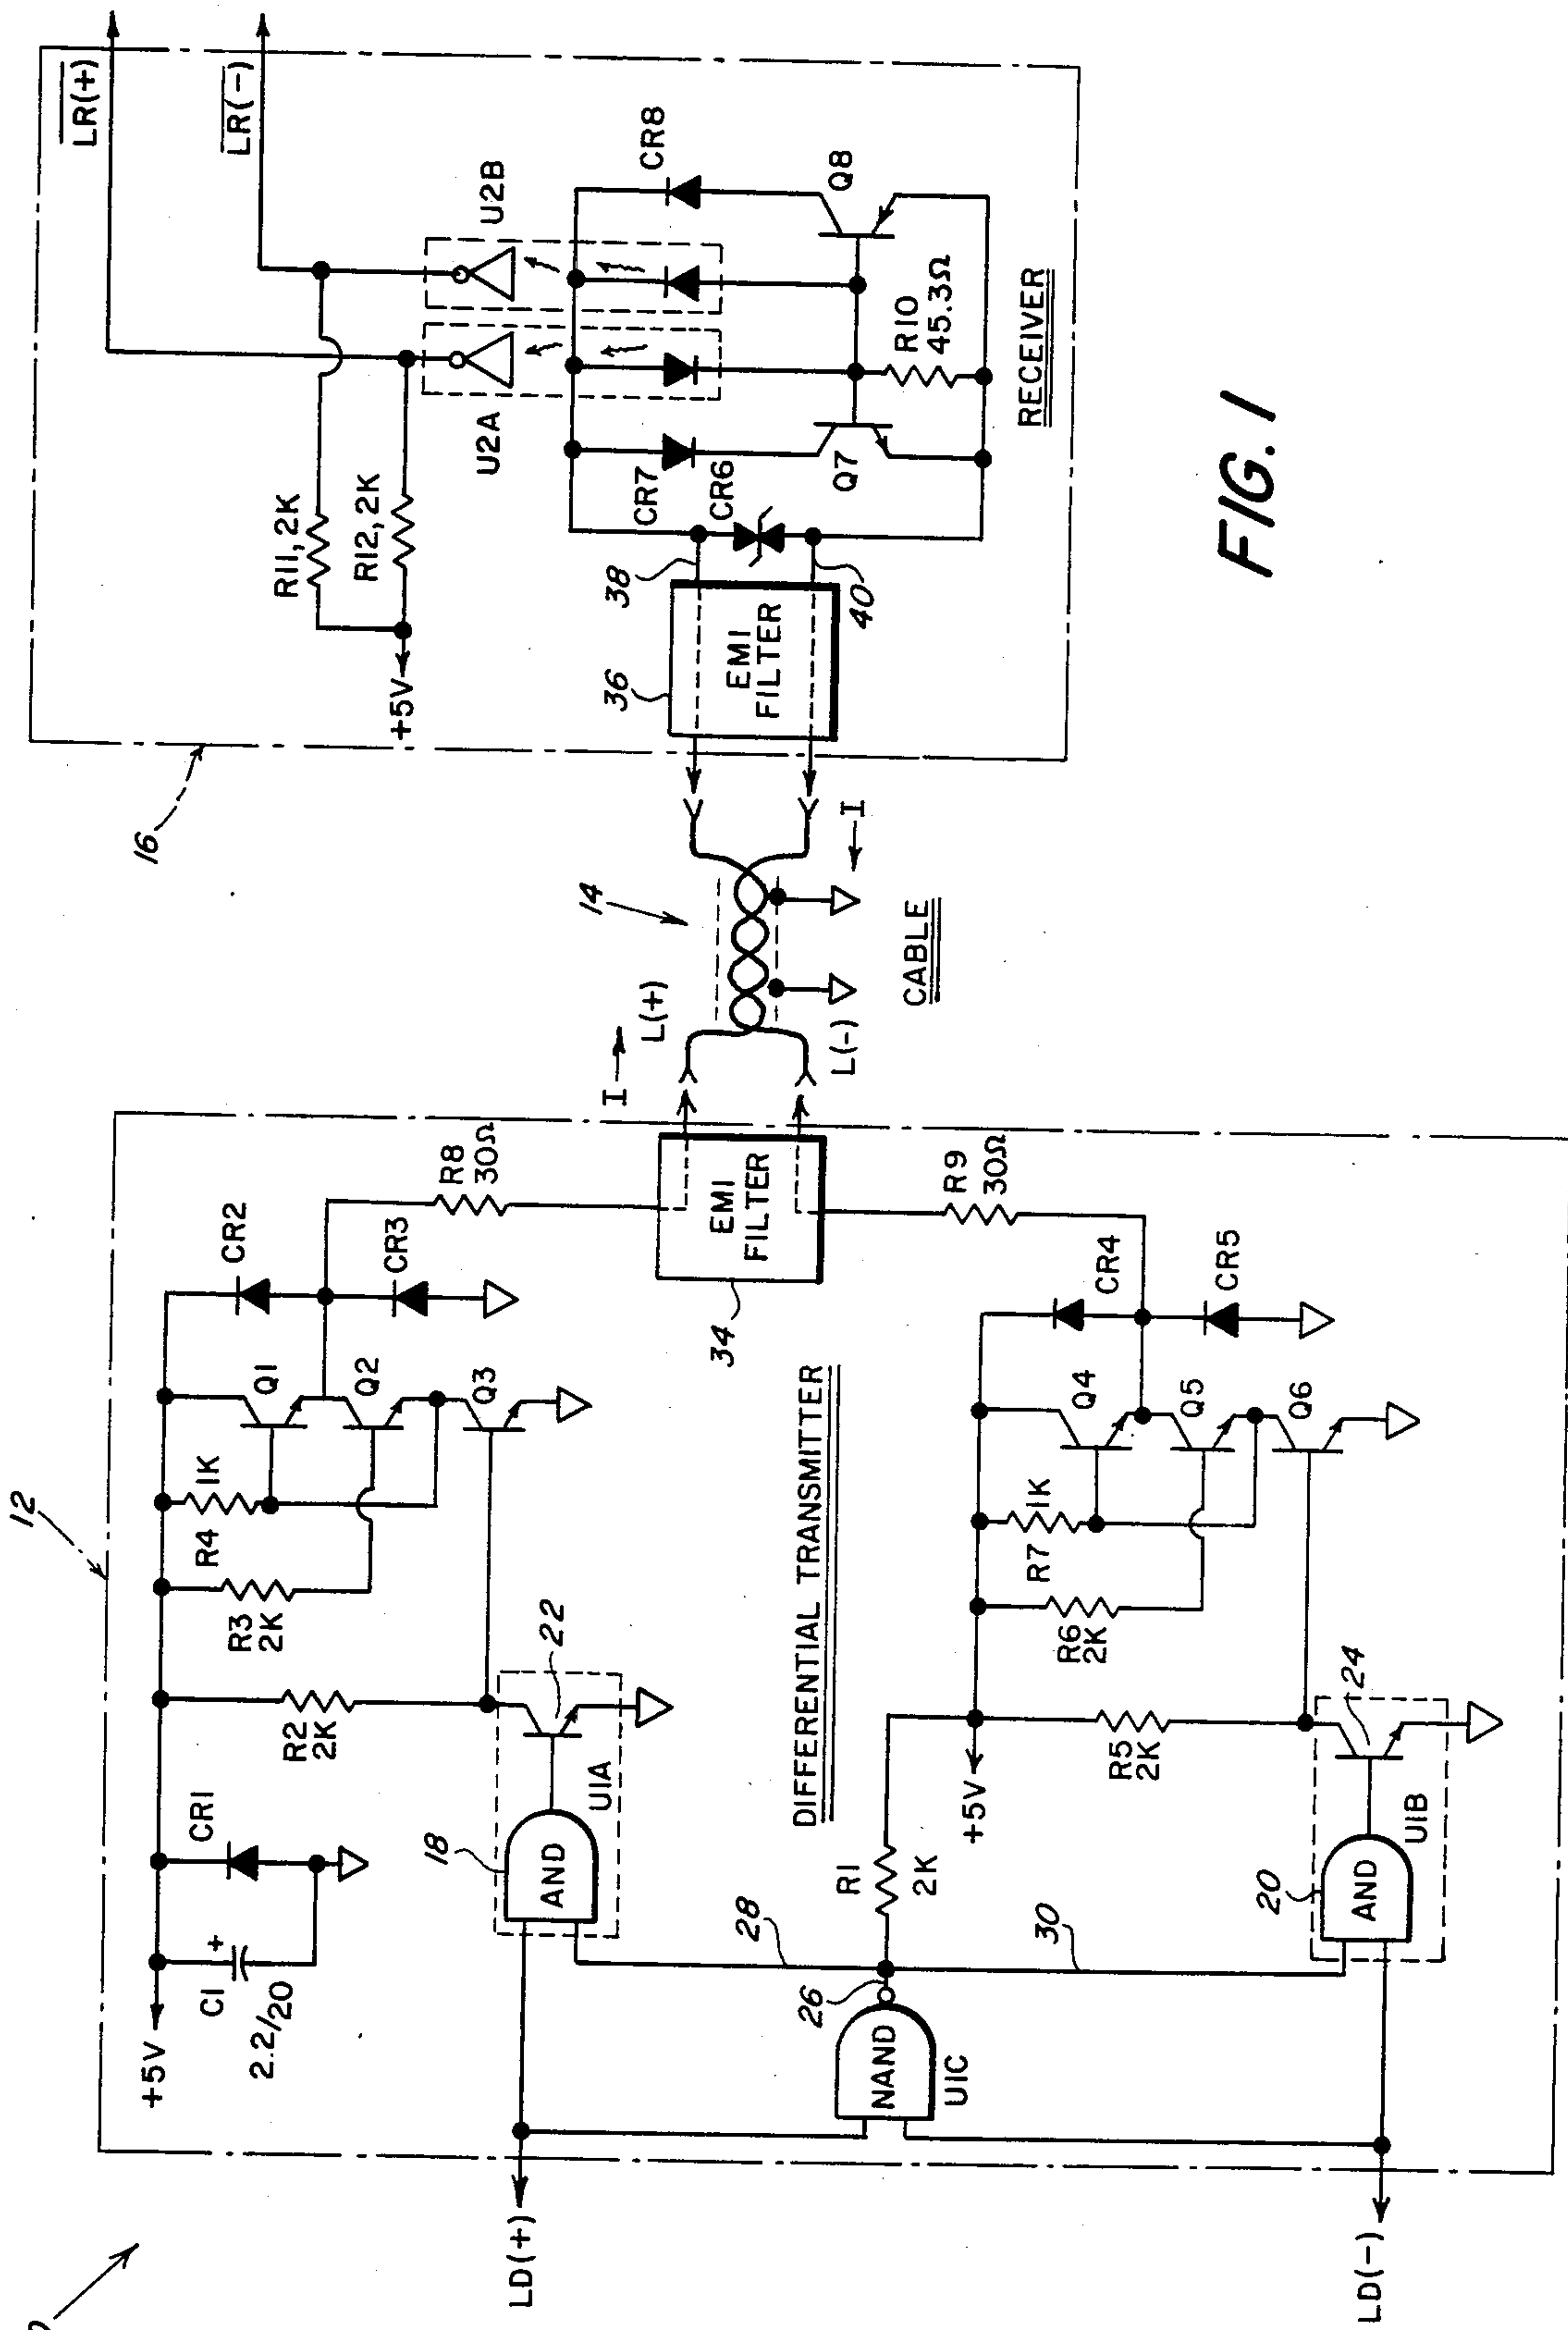 12
+5V
C1
+
2.2/20
CR1
R2
2K
R3
2K
R4
1K
Q1
Q2
Q3
CR2
CR3
R8
30Ω
22
18
AND
U1A
LD(+)
28
NAND
U1C
26
R1
2K
30
DIFFERENTIAL TRANSMITTER
34
EMI
FILTER
R9
30Ω
+5V
R5
2K
R6
2K
R7
1K
Q4
Q5
Q6
CR4
CR5
24
20
AND
U1B
LD(-)
I
L(+)
L(-)
14
I
CABLE
16
LR(+)
LR(-)
R11, 2K
R12, 2K
+5V
U2A
U2B
36
EMI
FILTER
38
40
CR7
CR6
CR8
Q7
Q8
R10
45.3Ω
RECEIVER
FIG. 1